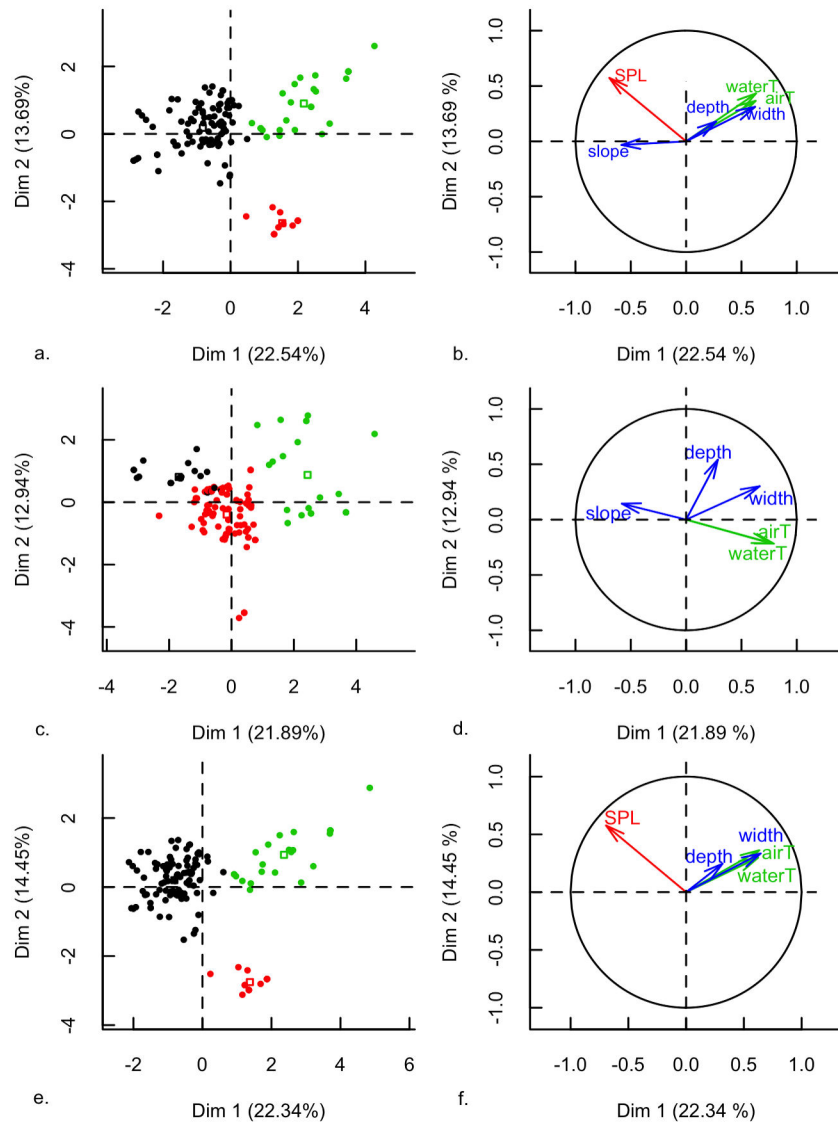 2
0
-2
-4
Dim 2 (13.69%)
-2
0
2
4
a.
Dim 1 (22.54%)
1.0
0.5
0.0
-0.5
-1.0
Dim 2 (13.69 %)
SPL
waterT
airT
depth
width
slope
-1.0
-0.5
0.0
0.5
1.0
b.
Dim 1 (22.54 %)
2
0
-2
-4
Dim 2 (12.94%)
-4
-2
0
2
4
c.
Dim 1 (21.89%)
1.0
0.5
0.0
-0.5
-1.0
Dim 2 (12.94 %)
depth
width
slope
airT
waterT
-1.0
-0.5
0.0
0.5
1.0
d.
Dim 1 (21.89 %)
2
0
-2
-4
Dim 2 (14.45%)
-2
0
2
4
6
e.
Dim 1 (22.34%)
1.0
0.5
0.0
-0.5
-1.0
Dim 2 (14.45 %)
SPL
width
depth
airT
waterT
-1.0
-0.5
0.0
0.5
1.0
f.
Dim 1 (22.34 %)